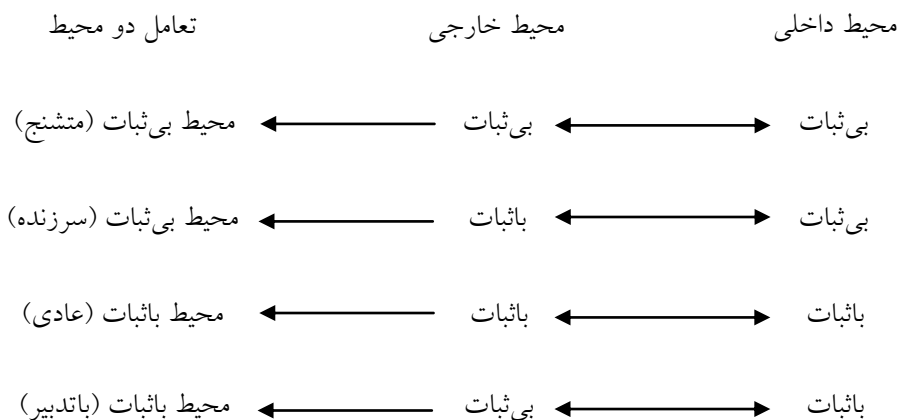 محیط داخلی محیط خارجی تعامل دو محیط
بی‌ثبات بی‌ثبات محیط بی‌ثبات (متشنج)
بی‌ثبات باثبات محیط بی‌ثبات (سرزنده)
باثبات باثبات محیط باثبات (عادی)
باثبات بی‌ثبات محیط باثبات (باتدبیر)